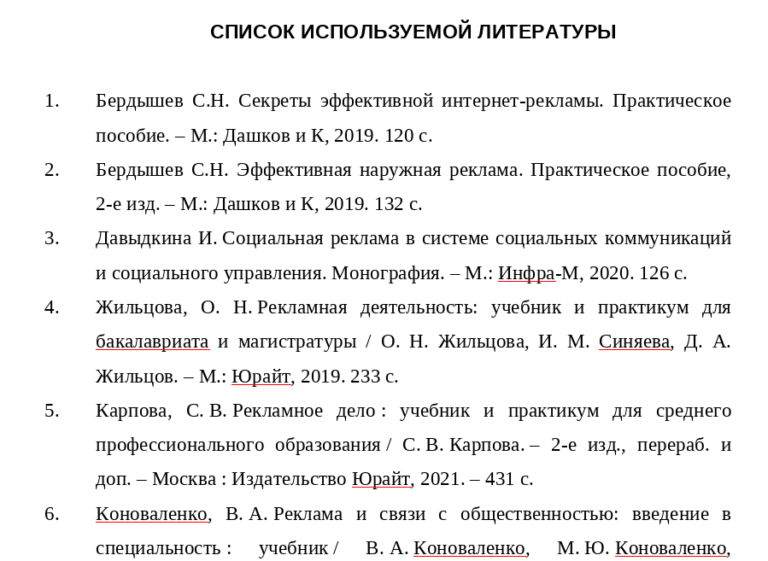 СПИСОК ИСПОЛЬЗУЕМОЙ ЛИТЕРАТУРЫ
1. Бердышев С.Н. Секреты эффективной интернет-рекламы. Практическое
пособие. – М.: Дашков и К, 2019. 120 с.
2. Бердышев С.Н. Эффективная наружная реклама. Практическое пособие,
2-е изд. – М.: Дашков и К, 2019. 132 с.
3. Давыдкина И. Социальная реклама в системе социальных коммуникаций
и социального управления. Монография. – М.: Инфра-М, 2020. 126 с.
4. Жильцова, О. Н. Рекламная деятельность: учебник и практикум для
бакалавриата и магистратуры / О. Н. Жильцова, И. М. Синяева, Д. А.
Жильцов. – М.: Юрайт, 2019. 233 с.
5. Карпова, С. В. Рекламное дело : учебник и практикум для среднего
профессионального образования / С. В. Карпова. – 2-е изд., перераб. и
доп. – Москва : Издательство Юрайт, 2021. – 431 с.
6. Коноваленко, В. А. Реклама и связи с общественностью: введение в
специальность : учебник / В. А. Коноваленко, М. Ю. Коноваленко,